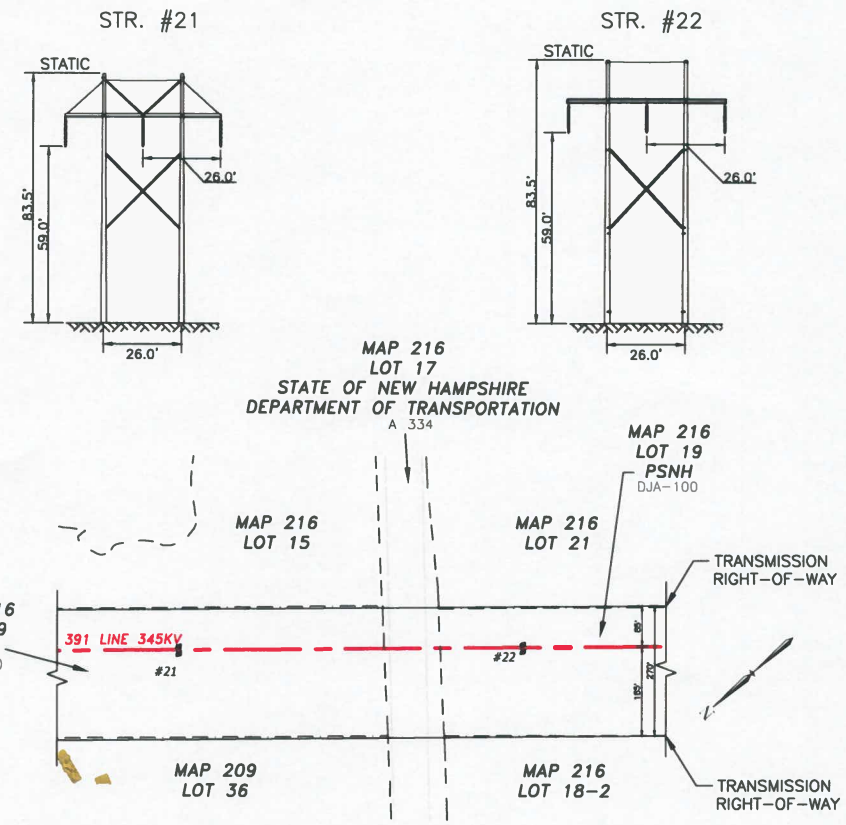 STR. #21
STATIC
83.5'
59.0'
26.0'
26.0'
STR. #22
STATIC
83.5'
59.0'
26.0'
26.0'
MAP 216
LOT 17
STATE OF NEW HAMPSHIRE
DEPARTMENT OF TRANSPORTATION
A 334
MAP 216
LOT 19
PSNH
DJA-100
MAP 216
LOT 15
MAP 216
LOT 21
TRANSMISSION
RIGHT-OF-WAY
391 LINE 345KV
#21
#22
185'
270'
MAP 209
LOT 36
MAP 216
LOT 18-2
TRANSMISSION
RIGHT-OF-WAY